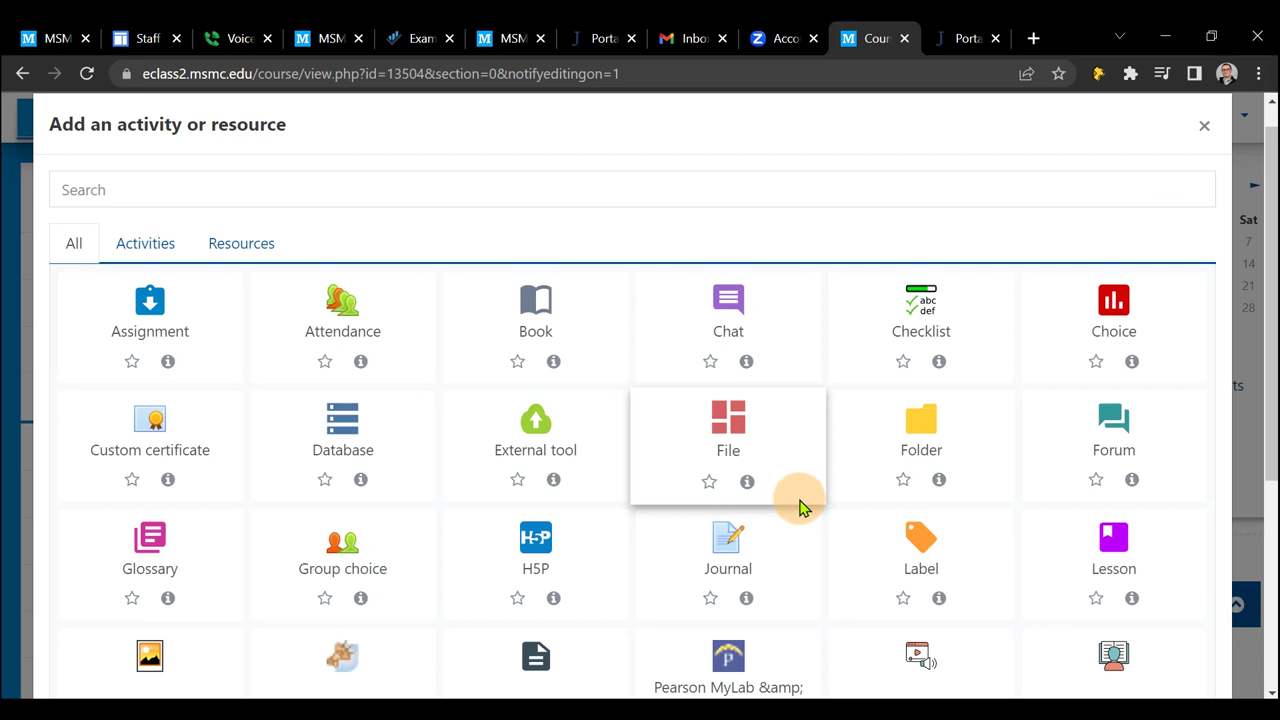 MSM
Staff
Voice
MSM
Exam
MSM
Porta
Inbo
Acco
Cour
Porta
eclass2.msmc.edu/course/view.php?id=13504&section=0&notifyeditingon=1
Add an activity or resource
Search
Sat
All
Activities
Resources
7
14
21
28
Assignment
Attendance
Book
Chat
abc
def
Checklist
Choice
ts
Custom certificate
Database
External tool
File
Folder
Forum
H5P
Glossary
Group choice
H5P
Journal
Label
Lesson
p
Pearson MyLab &amp;